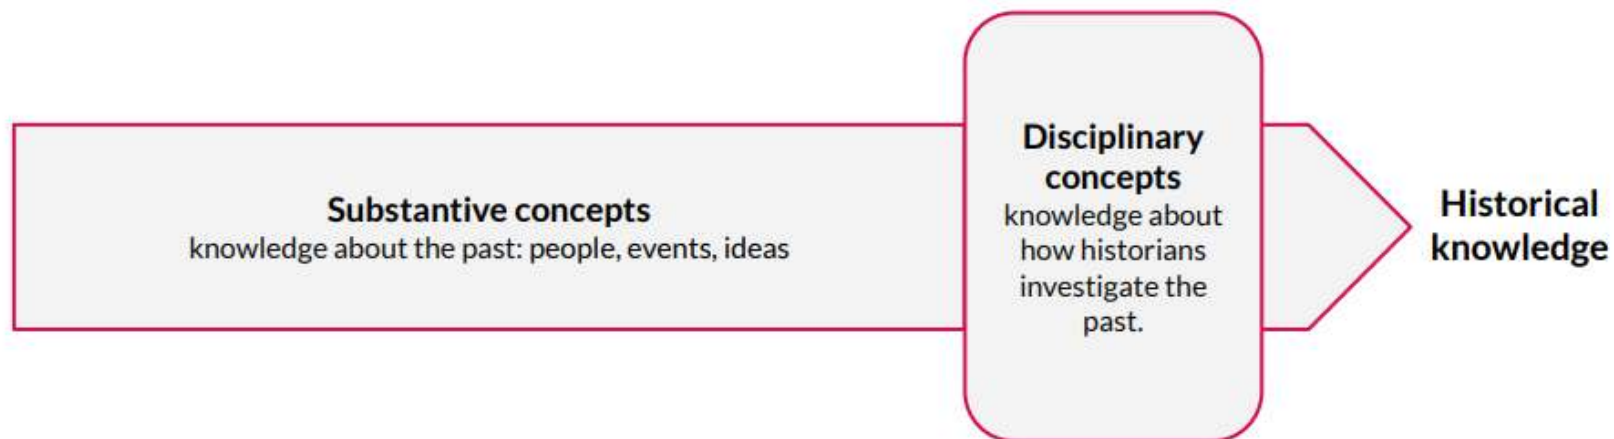 Substantive concepts
knowledge about the past: people, events, ideas
Disciplinary
concepts
knowledge about
how historians
investigate the
past.
Historical
knowledge